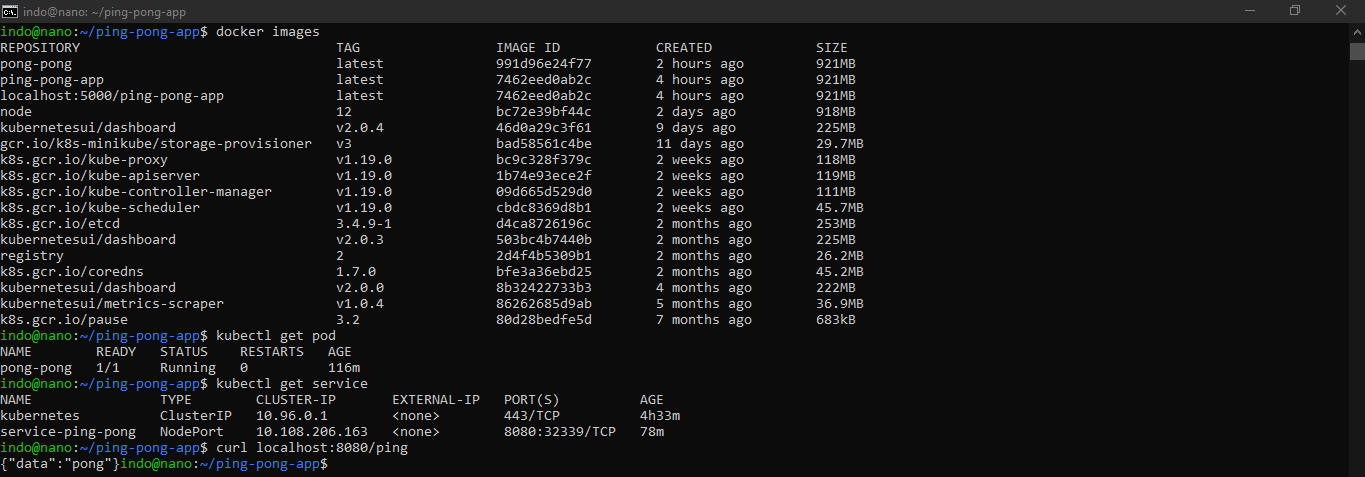 indo@nano: ~/ping-pong-app
indo@nano:~/ping-pong-app$ docker images
REPOSITORY TAG IMAGE ID CREATED SIZE
pong-pong latest 991d96e24f77 2 hours ago 921MB
ping-pong-app latest 7462eed0ab2c 4 hours ago 921MB
localhost:5000/ping-pong-app latest 7462eed0ab2c 4 hours ago 921MB
node 12 bc72e39bf44c 2 days ago 918MB
kubernetesui/dashboard v2.0.4 46d0a29c3f61 9 days ago 225MB
gcr.io/k8s-minikube/storage-provisioner v3 bad58561c4be 11 days ago 29.7MB
k8s.gcr.io/kube-proxy v1.19.0 bc9c328f379c 2 weeks ago 118MB
k8s.gcr.io/kube-apiserver v1.19.0 1b74e93ece2f 2 weeks ago 119MB
k8s.gcr.io/kube-controller-manager v1.19.0 09d665d529d0 2 weeks ago 111MB
k8s.gcr.io/kube-scheduler v1.19.0 cbdc8369d8b1 2 weeks ago 45.7MB
k8s.gcr.io/etcd 3.4.9-1 d4ca8726196c 2 months ago 253MB
kubernetesui/dashboard v2.0.3 503bc4b7440b 2 months ago 225MB
registry 2 2d4f4b5309b1 2 months ago 26.2MB
k8s.gcr.io/coredns 1.7.0 bfe3a36ebd25 2 months ago 45.2MB
kubernetesui/dashboard v2.0.0 8b32422733b3 4 months ago 222MB
kubernetesui/metrics-scraper v1.0.4 86262685d9ab 5 months ago 36.9MB
k8s.gcr.io/pause 3.2 80d28bedfe5d 7 months ago 683kB
indo@nano:~/ping-pong-app$ kubectl get pod
NAME READY STATUS RESTARTS AGE
pong-pong 1/1 Running 0 116m
indo@nano:~/ping-pong-app$ kubectl get service
NAME TYPE CLUSTER-IP EXTERNAL-IP PORT(S) AGE
kubernetes ClusterIP 10.96.0.1 <none> 443/TCP 4h33m
service-ping-pong NodePort 10.108.206.163 <none> 8080:32339/TCP 78m
indo@nano:~/ping-pong-app$ curl localhost:8080/ping
{"data":"pong"}indo@nano:~/ping-pong-app$